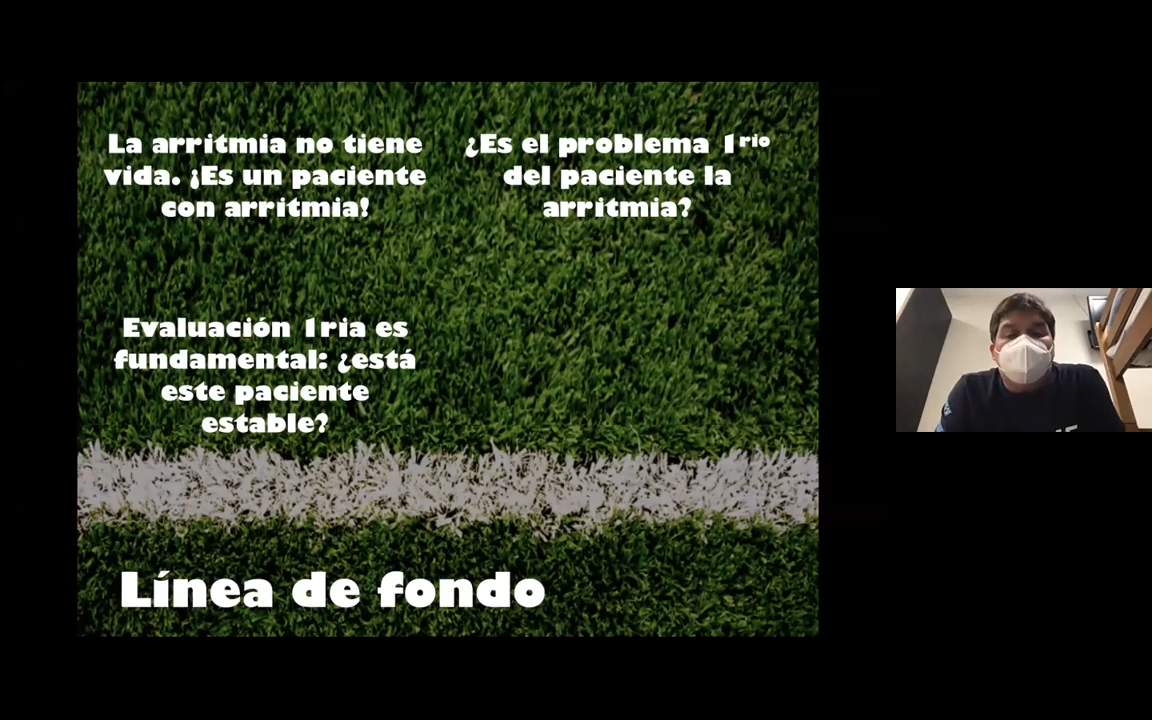 La arritmia no tiene
vida. ¡Es un paciente
con arritmia!
¿Es el problema 1rio
del paciente la
arritmia?
Evaluación 1ria es
fundamental: ¿está
este paciente
estable?
Línea de fondo